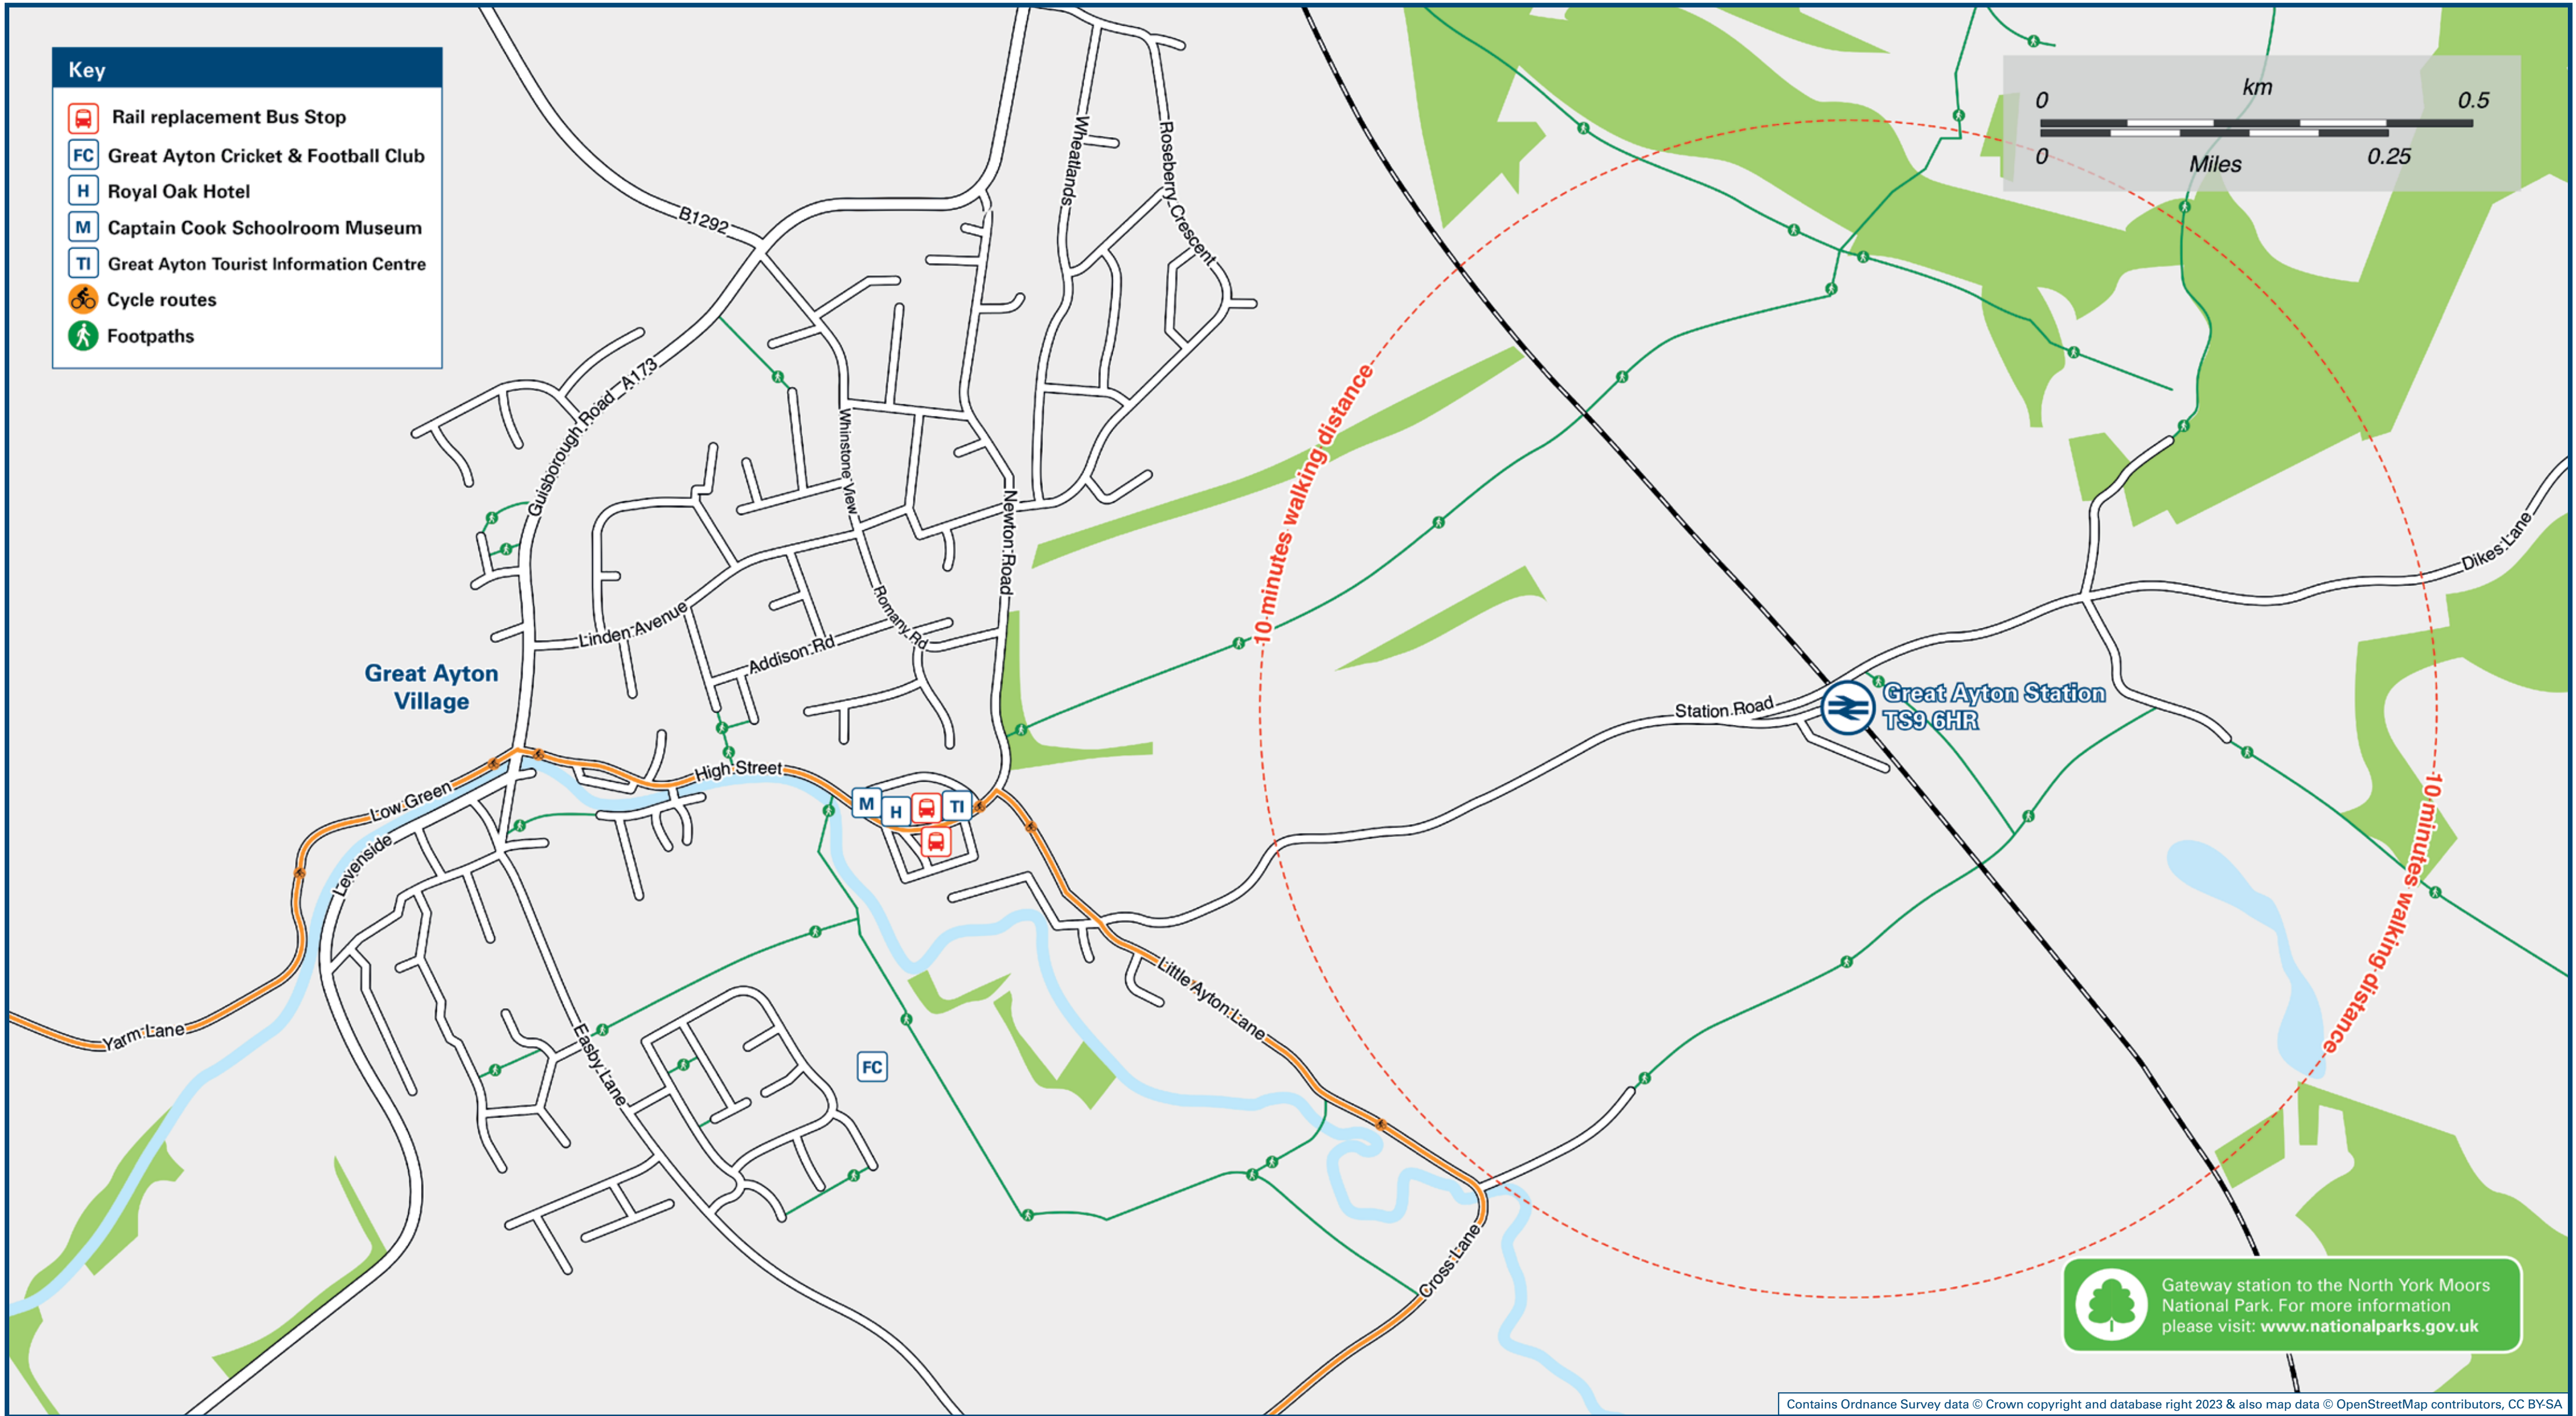 Key
Rail replacement Bus Stop
FC Great Ayton Cricket & Football Club
H Royal Oak Hotel
M Captain Cook Schoolroom Museum
TI Great Ayton Tourist Information Centre
Cycle routes
Footpaths
km
0 0.5
0 Miles 0.25
B1292
Wheatlands
Roseberry Crescent
Guisborough Road A173
10 minutes walking distance
Whinstone View
Newton Road
Dikes Lane
Romany Rd
Linden Avenue
Addison Rd
Great Ayton
Village
Great Ayton Station
TS9 6HR
Station Road
High Street
Low Green
M
H
TI
Levenside
10 minutes walking distance
Little Ayton Lane
Yarm Lane
Easby Lane
FC
Cross Lane
Gateway station to the North York Moors
National Park. For more information
please visit: www.nationalparks.gov.uk
Contains Ordnance Survey data © Crown copyright and database right 2023 & also map data © OpenStreetMap contributors, CC BY-SA